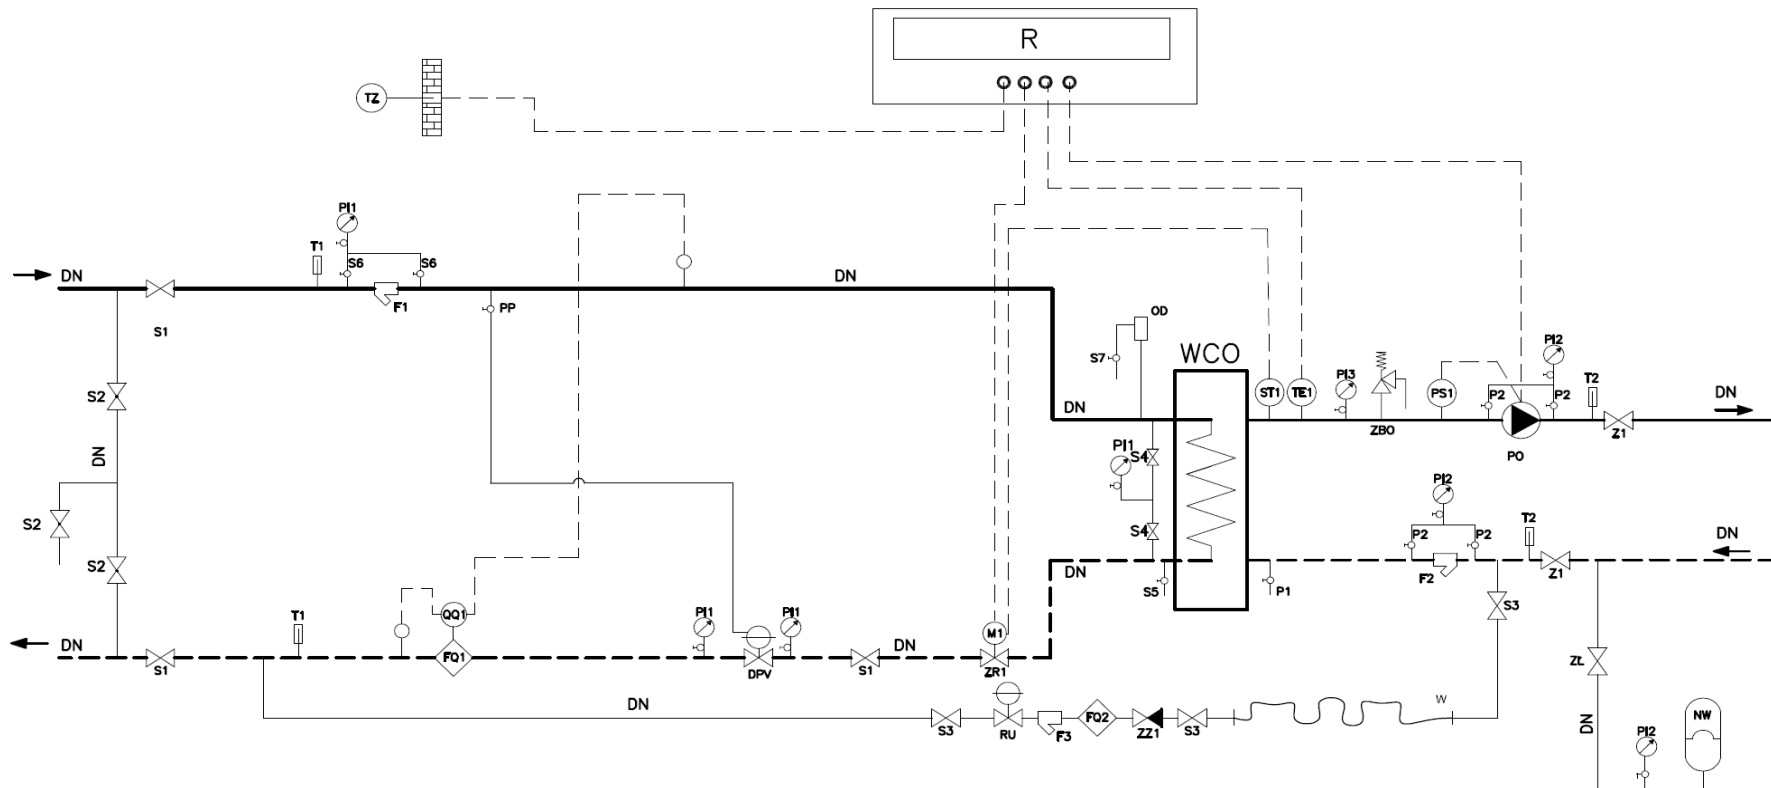 R
TZ
PI1
T1
S6
S6
DN
DN
F1
PP
S1
OD
S7
WCO
PI3
PI2
ST1
TE1
PS1
P2
P2
T2
DN
DN
ZBO
PO
Z1
S2
DN
PI1
S4
S4
S2
PI2
P2
P2
T2
DN
F2
Z1
S2
DN
S5
P1
S3
T1
QQ1
PI1
PI1
DN
DN
M1
S1
FQ1
DPV
S1
ZR1
ZŁ
DN
W
S3
RU
F3
FQ2
ZZ1
S3
DN
PI2
NW